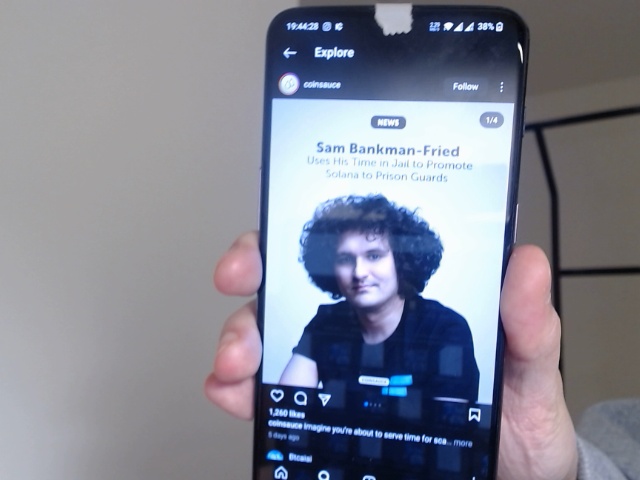 19:44:28
38%
Explore
coinsauce
Follow
NEWS
1/4
Sam Bankman-Fried
Uses His Time in Jail to Promote
Solana to Prison Guards
1,260 likes
coinsauce Imagine you're about to serve time for sca... more
5 days ago